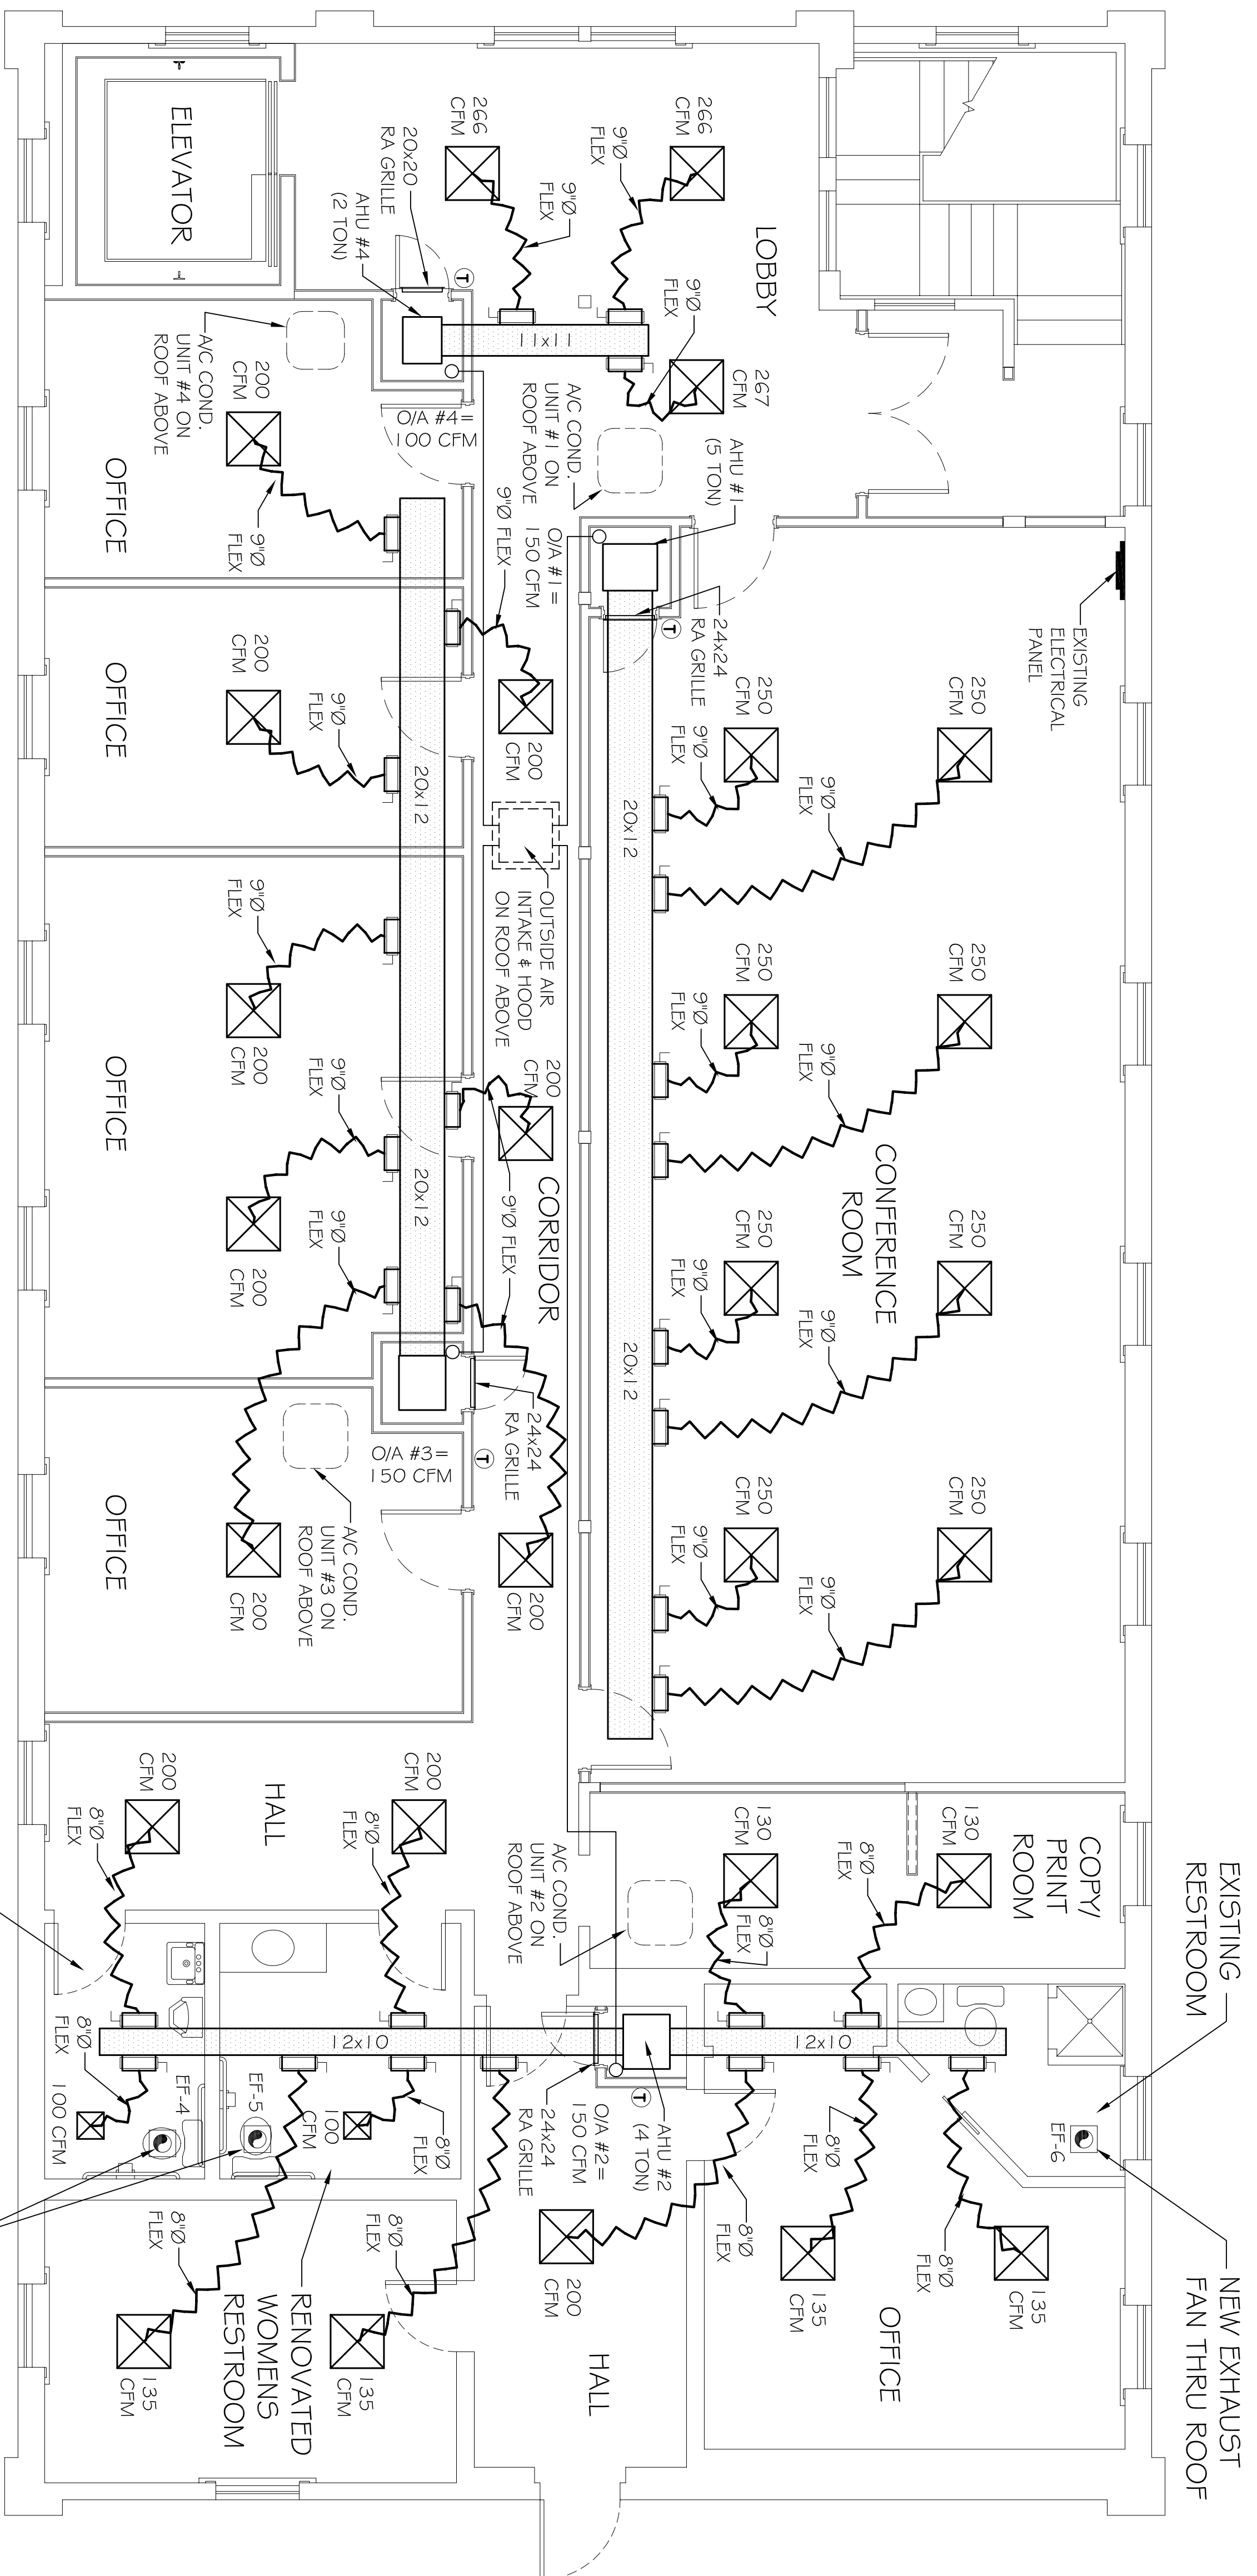 EXISTING
RESTROOM
NEW EXHAUST
FAN THRU ROOF
EXISTING
ELECTRICAL
PANEL
COPY/
PRINT
ROOM
EF-6
250
CFM
250
CFM
250
CFM
250
CFM
130
CFM
8"Ø
FLEX
135
CFM
8"Ø
FLEX
OFFICE
9"Ø
FLEX
9"Ø
FLEX
9"Ø
FLEX
9"Ø
FLEX
CONFERENCE
ROOM
8"Ø
FLEX
135
CFM
12x10
LOBBY
266
CFM
9"Ø
FLEX
9"Ø
FLEX
267
CFM
AHU #1
(5 TON)
24x24
RA GRILLE
T
250
CFM
9"Ø
FLEX
250
CFM
9"Ø
FLEX
250
CFM
9"Ø
FLEX
250
CFM
9"Ø
FLEX
130
CFM
8"Ø
FLEX
8"Ø
FLEX
20x12
20x12
A/C COND.
UNIT #1 ON
ROOF ABOVE
A/C COND.
UNIT #2 ON
ROOF ABOVE
AHU #2
(4 TON)
T
O/A #2=
150 CFM
24x24
RA GRILLE
200
CFM
HALL
266
CFM
9"Ø
FLEX
11x11
O/A #1=
150 CFM
9"Ø FLEX
200
CFM
OUTSIDE AIR
INTAKE & HOOD
ON ROOF ABOVE
200
CFM
CORRIDOR
9"Ø FLEX
200
CFM
20x20
RA GRILLE
T
AHU #4
(2 TON)
O/A #4=
100 CFM
20x12
20x12
24x24
RA GRILLE
T
O/A #3=
150 CFM
ELEVATOR
A/C COND.
UNIT #4 ON
ROOF ABOVE
200
CFM
9"Ø
FLEX
OFFICE
200
CFM
9"Ø
FLEX
OFFICE
9"Ø
FLEX
200
CFM
9"Ø
FLEX
200
CFM
9"Ø
FLEX
OFFICE
A/C COND.
UNIT #3 ON
ROOF ABOVE
200
CFM
OFFICE
HALL
200
CFM
8"Ø
FLEX
200
CFM
8"Ø
FLEX
12x10
8"Ø
FLEX
100
CFM
EF-5
EF-4
8"Ø
FLEX
100 CFM
8"Ø
FLEX
135
CFM
8"Ø
FLEX
135
CFM
RENOVATED
WOMENS
RESTROOM